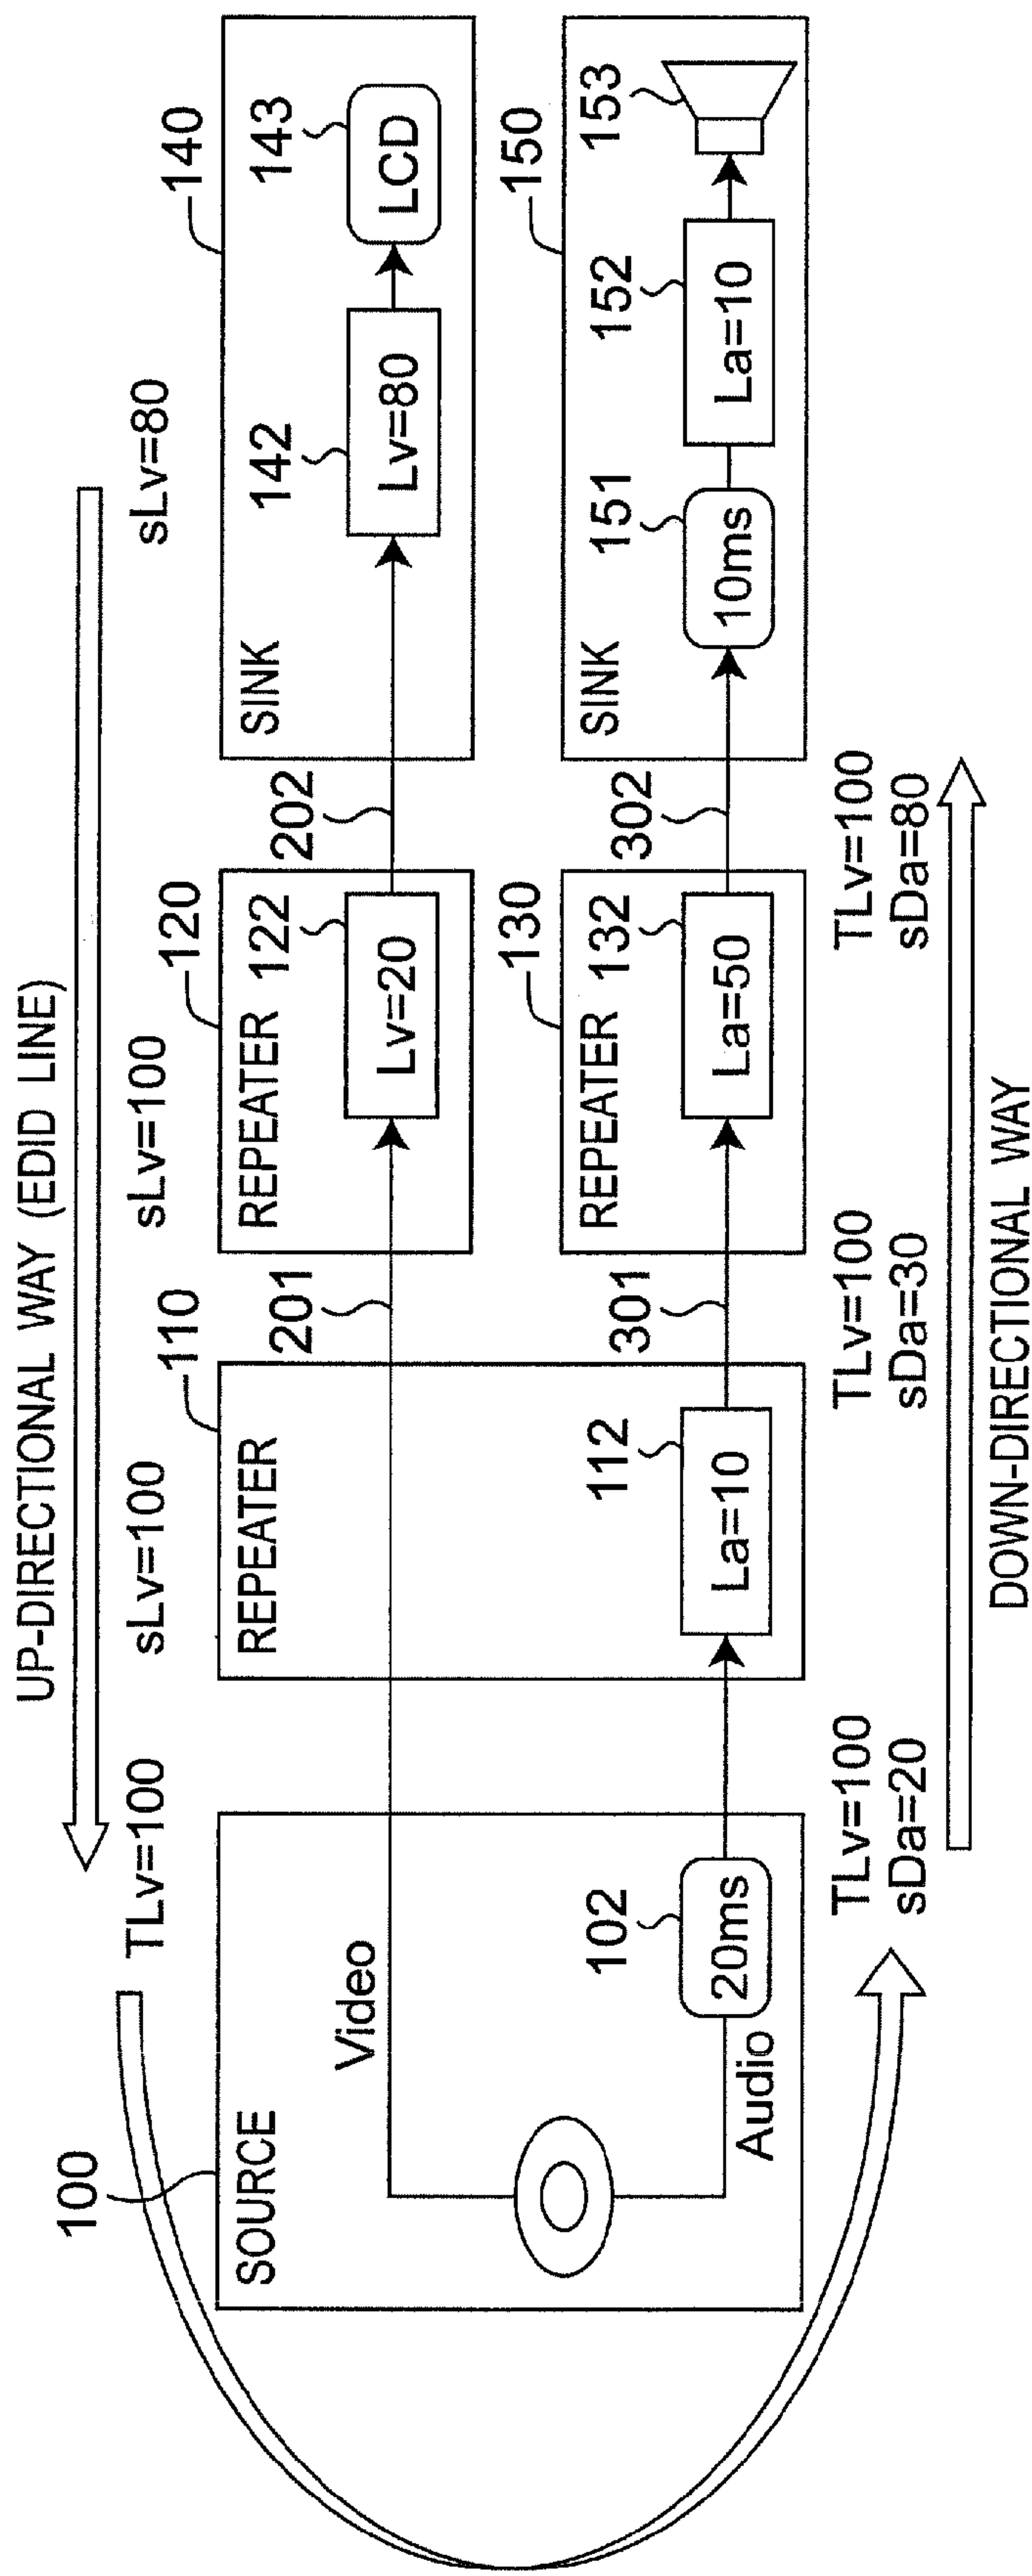 UP-DIRECTIONAL WAY (EDID LINE)
TLv=100
sLv=100
sLv=100
sLv=80
100
110
120
140
SOURCE
REPEATER
REPEATER
SINK
Video
201
122
202
142
143
Lv=20
Lv=80
LCD
130
150
REPEATER
SINK
102
112
301
132
302
151
152
153
20ms
La=10
La=50
10ms
La=10
Audio
TLv=100
sDa=20
TLv=100
sDa=30
TLv=100
sDa=80
DOWN-DIRECTIONAL WAY